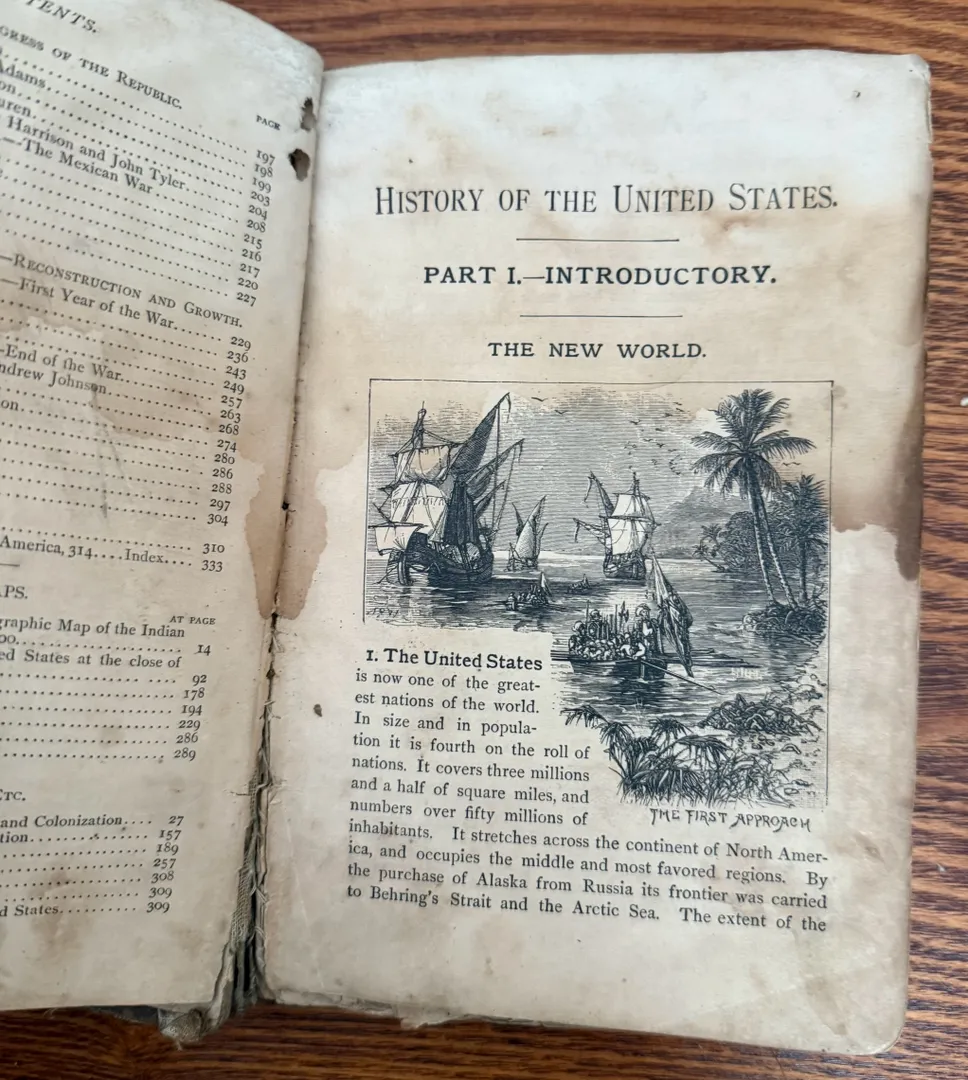 TENTS.
GRESS OF THE REPUBLIC.
PAGE
Adams
197
on
198
uren
199
Harrison and John Tyler
203
—The Mexican War
204
208
215
216
217
220
227
—RECONSTRUCTION AND GROWTH.
—First Year of the War
229
236
243
-End of the War
249
ndrew Johnson
257
263
on
268
274
280
286
288
297
304
310
America, 314....Index.... 333
APS.
AT PAGE
graphic Map of the Indian
oo. 14
ed States at the close of
92
178
194
229
286
289
ETC.
and Colonization.... 27
tion 157
189
257
308
309
d States 309
HISTORY OF THE UNITED STATES.
PART I.—INTRODUCTORY.
THE NEW WORLD.
1. The United States
is now one of the great-
est nations of the world.
In size and in popula-
tion it is fourth on the roll of
nations. It covers three millions
and a half of square miles, and
numbers over fifty millions of
THE FIRST APPROACH
inhabitants. It stretches across the continent of North Amer-
ica, and occupies the middle and most favored regions. By
the purchase of Alaska from Russia its frontier was carried
to Behring's Strait and the Arctic Sea. The extent of the